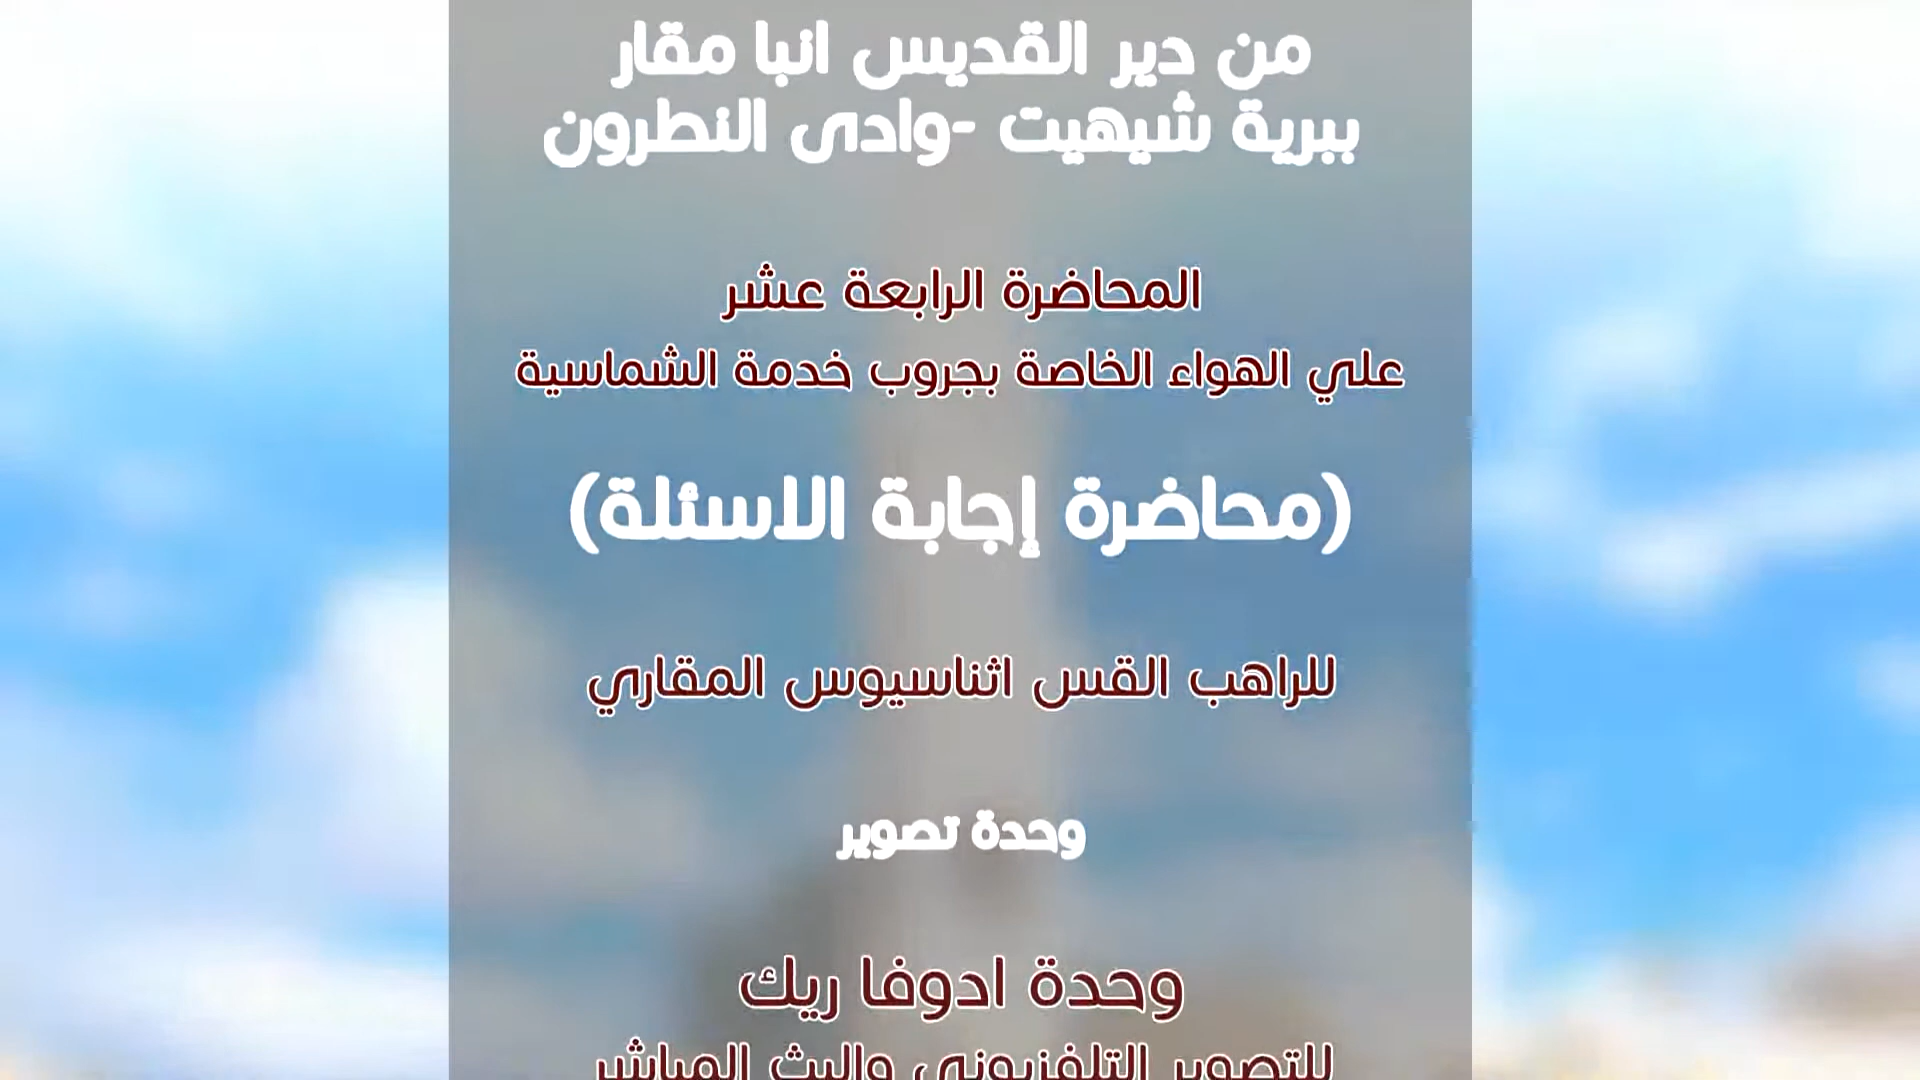 من دير القديس انبا مقار
ببرية شيهيت -وادى النطرون
المحاضرة الرابعة عشر
علي الهواء الخاصة بجروب خدمة الشماسية
(محاضرة إجابة الاسئلة)
للراهب القس اثناسيوس المقاري
وحدة تصوير
وحدة ادوفا ريك
للتصوير التلفزيوني والبث المباشر